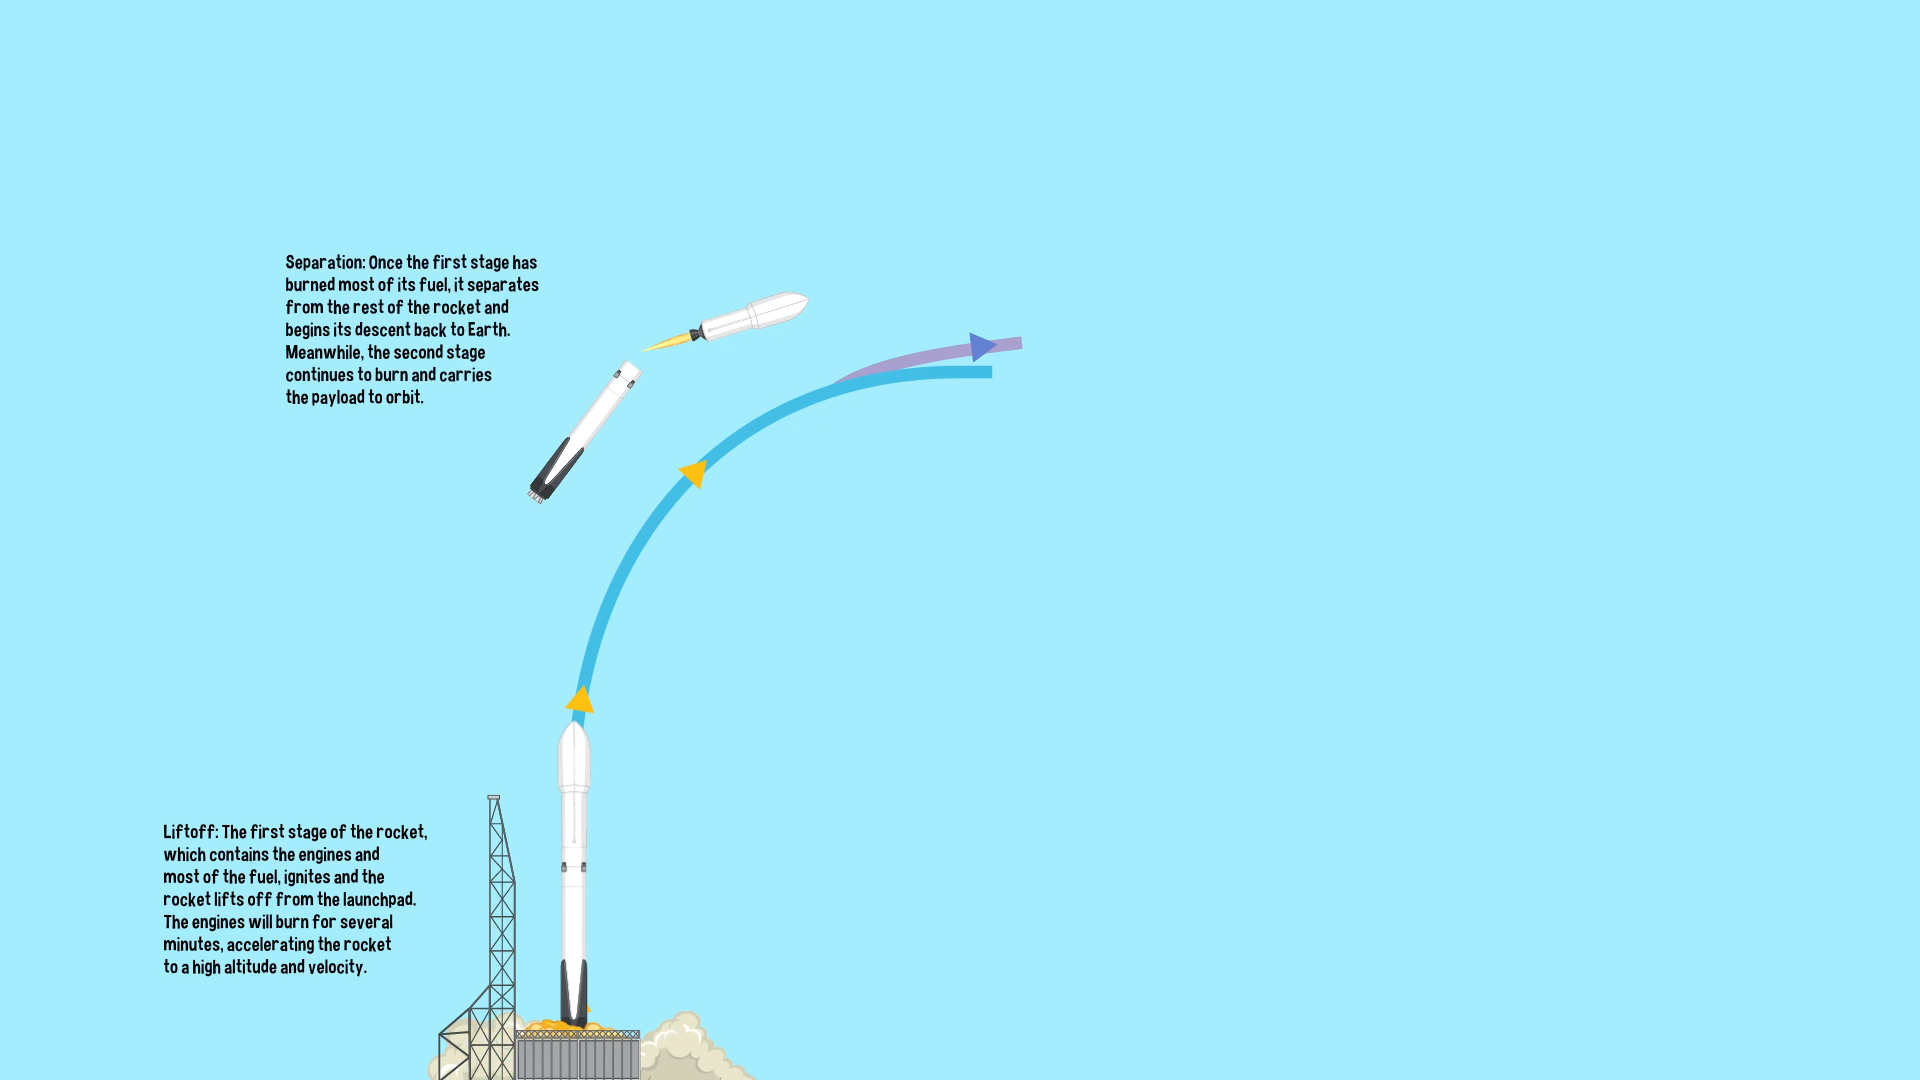 Separation: Once the first stage has
burned most of its fuel, it separates
from the rest of the rocket and
begins its descent back to Earth.
Meanwhile, the second stage
continues to burn and carries
the payload to orbit.
Liftoff: The first stage of the rocket,
which contains the engines and
most of the fuel, ignites and the
rocket lifts off from the launchpad.
The engines will burn for several
minutes, accelerating the rocket
to a high altitude and velocity.